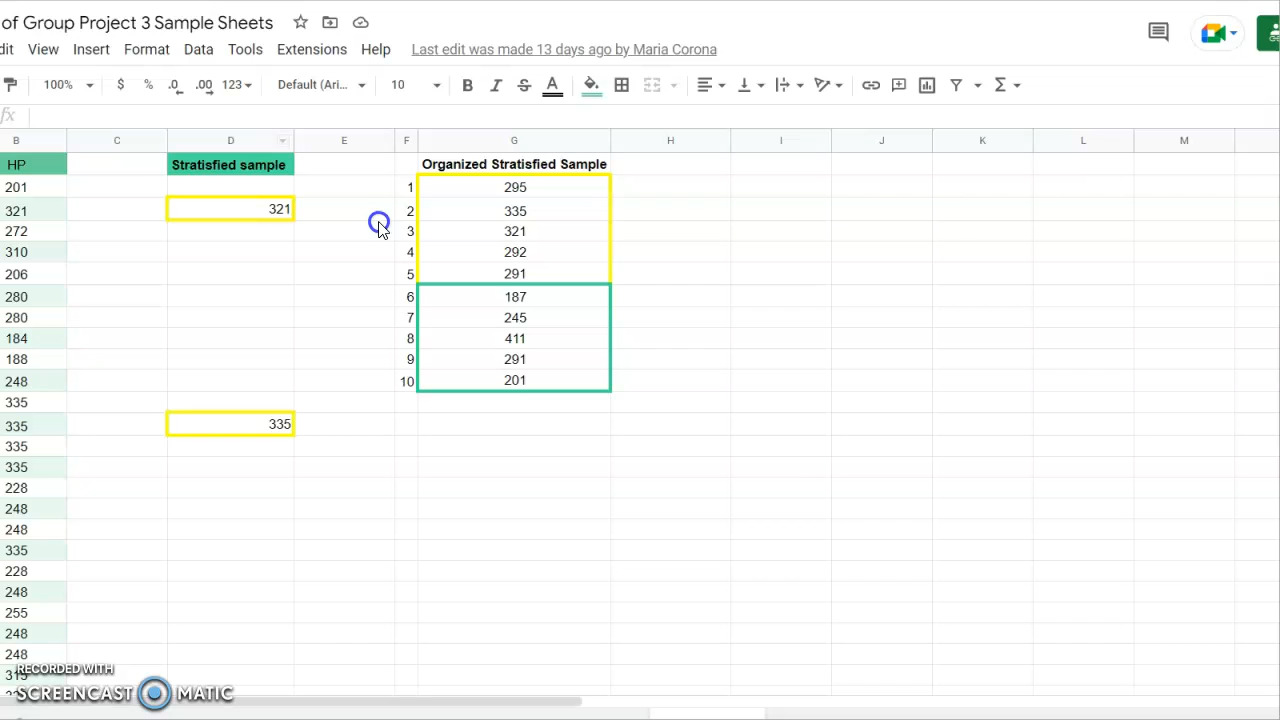 of Group Project 3 Sample Sheets
dit View Insert Format Data Tools Extensions Help Last edit was made 13 days ago by Maria Corona
100% $ % .0 .00 123 Default (Ari... 10 B I S A
fx
B C D E F G H I J K L M
HP Stratisfied sample Organized Stratisfied Sample
201 1 295
321 321 2 335
272 3 321
310 4 292
206 5 291
280 6 187
280 7 245
184 8 411
188 9 291
248 10 201
335
335 335
335
335
228
248
248
335
228
248
255
248
248
315
RECORDED WITH
SCREENCAST MATIC